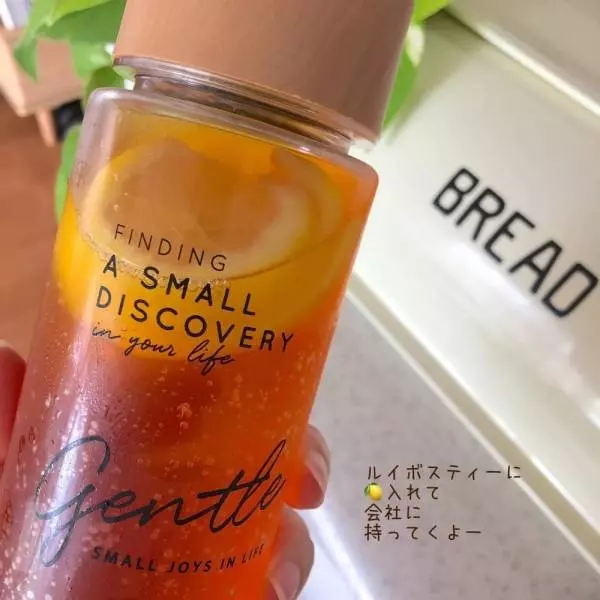 FINDING
A SMALL
DISCOVERY
in your life
Gentle
SMALL JOYS IN LIFE
BREAD
ルイボスティーに
🍋入れて
会社に
持ってくよー